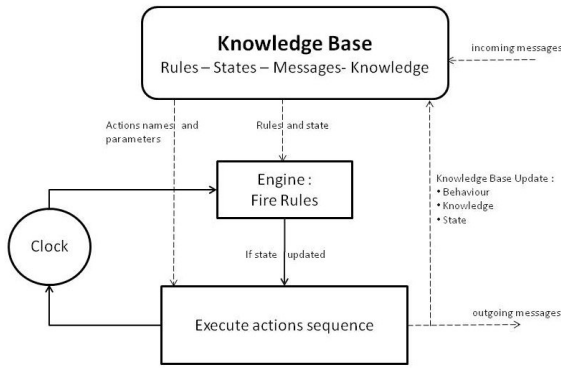 Knowledge Base
Rules – States – Messages- Knowledge
incoming messages
Actions names and
parameters
Rules and state
Engine :
Fire Rules
Knowledge Base Update :
• Behaviour
• Knowledge
• State
Clock
If state updated
Execute actions sequence
outgoing messages